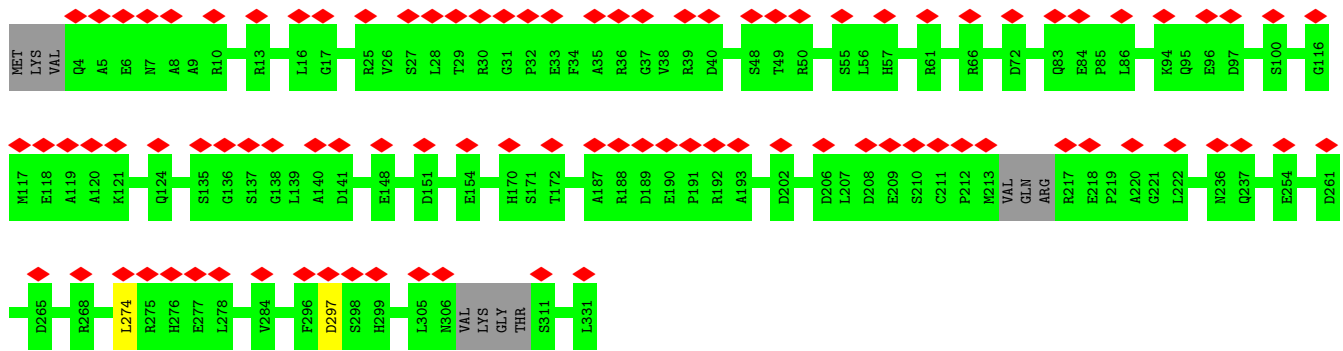 MET LYS VAL Q4 A5 E6 N7 A8 A9 R10 R13 L16 G17 R25 V26 S27 L28 T29 R30 G31 P32 E33 F34 A35 R36 G37 V38 R39 D40 S48 T49 R50 S55 L56 H57 R61 R66 D72 Q83 E84 P85 L86 K94 Q95 E96 D97 S100 G116
M117 E118 A119 A120 K121 Q124 S135 G136 S137 G138 L139 A140 D141 E148 D151 E154 H170 S171 T172 A187 R188 D189 E190 P191 R192 A193 D202 D206 L207 D208 E209 S210 C211 P212 M213 VAL GLN ARG R217 E218 P219 A220 G221 L222 N236 Q237 E254 D261
D265 R268 L274 R275 H276 E277 L278 V284 F296 D297 S298 H299 L305 N306 VAL LYS GLY THR S311 L331